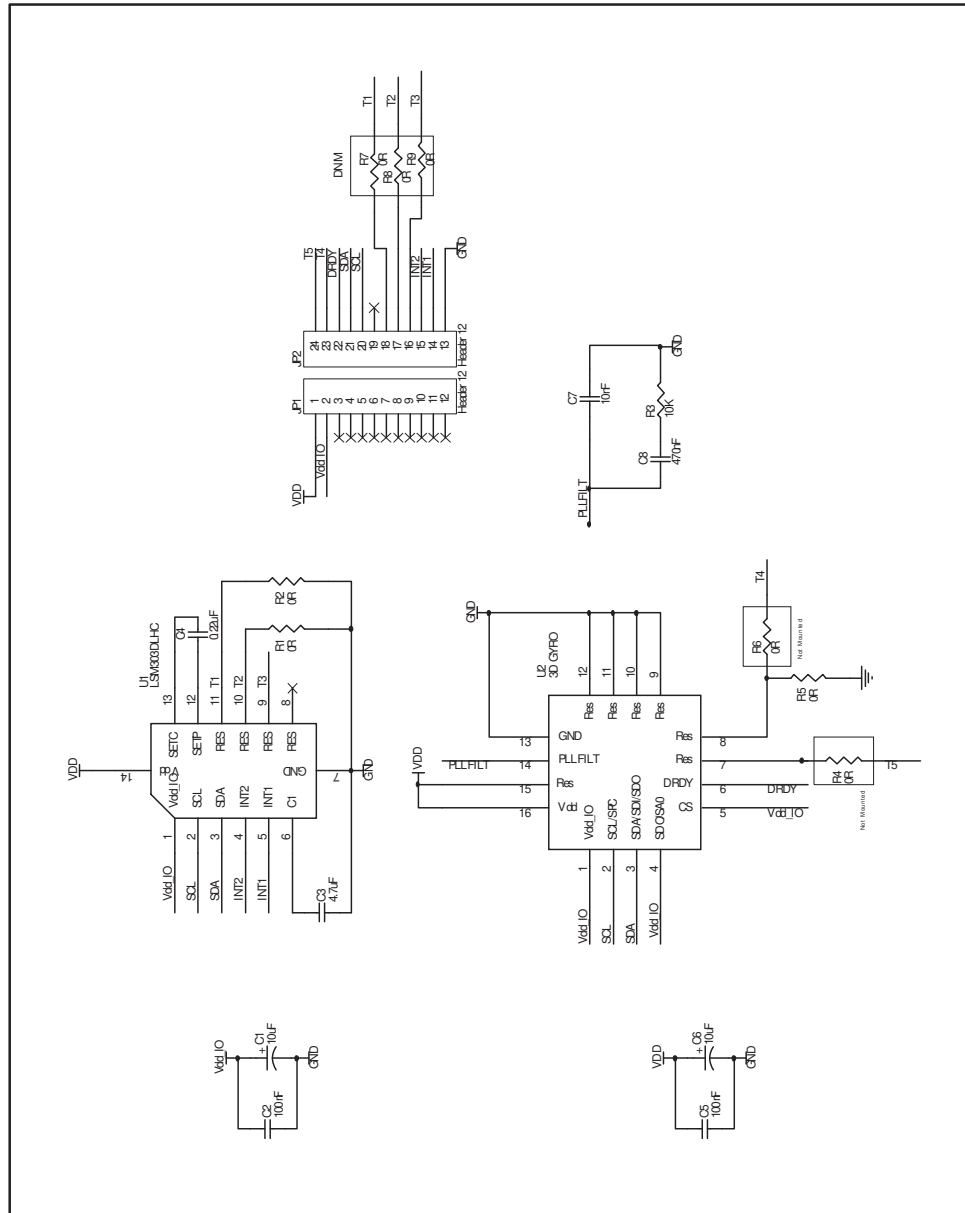 T1
T2
T3
DNM
R7
0R
R8
0R
R9
0R
T5
T4
DRDY
SDA
SCL
INT2
INT1
GND
JP2
24
23
22
21
20
19
18
17
16
15
14
13
Header 12
JP1
1
2
3
4
5
6
7
8
9
10
11
12
Header 12
VDD
Vdd_IO
C7
10nF
R3
10K
C8
470nF
GND
PLLFILT
U1
LSM303DLHC
C4
0.22uF
R2
0R
R1
0R
13
12
11
10
9
8
T1
T2
T3
SETC
SETP
RES
RES
RES
RES
VDD
14
Vdd_IO
SCL
SDA
INT2
INT1
C1
GND
7
GND
1
2
3
4
5
6
Vdd_IO
SCL
SDA
INT2
INT1
C3
4.7uF
GND
U2
3D GYRO
12
11
10
9
Res
Res
Res
Res
VDD
PLLFILT
13
14
15
16
GND
PLLFILT
Res
Vdd
Vdd_IO
SCL/SPC
SDA/SDI/SDO
SDO/SA0
Res
Res
DRDY
CS
8
7
6
5
DRDY
Vdd_IO
1
2
3
4
Vdd_IO
SCL
SDA
Vdd_IO
T4
R6
0R
Not Mounted
R5
0R
R4
0R
T5
Not Mounted
Vdd_IO
C1
10uF
+
C2
100nF
GND
VDD
C6
10uF
+
C5
100nF
GND